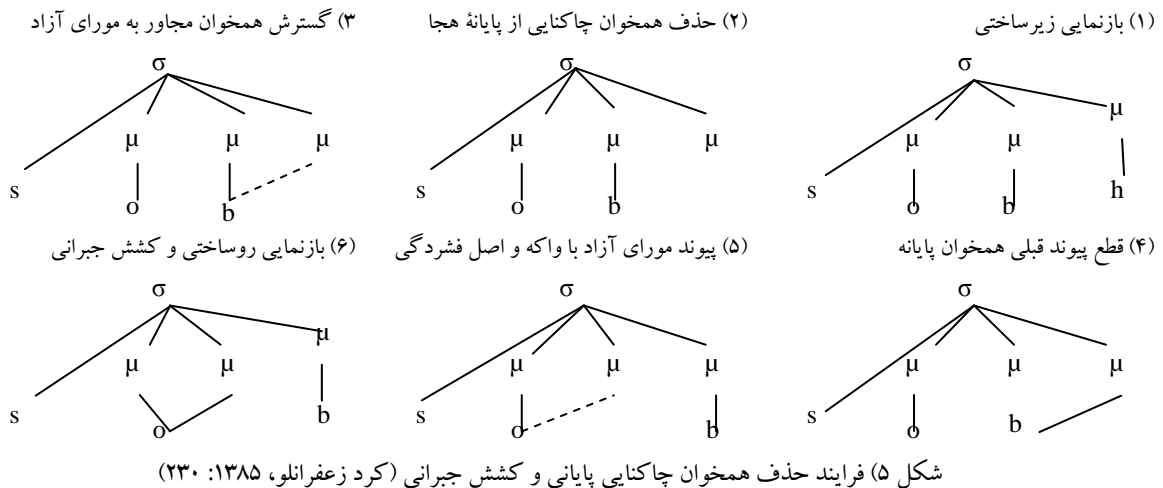 (۱) بازنمایی زیرساختی
(۲) حذف همخوان چاکنایی از پایانهٔ هجا
(۳ گسترش همخوان مجاور به مورای آزاد
σ
μ
μ
μ
s
o
b
h
σ
μ
μ
μ
s
o
b
σ
μ
μ
μ
s
o
b
(۴) قطع پیوند قبلی همخوان پایانه
(۵) پیوند مورای آزاد با واکه و اصل فشردگی
(۶) بازنمایی روساختی و کشش جبرانی
σ
μ
μ
μ
s
o
b
σ
μ
μ
μ
s
o
b
σ
μ
μ
μ
s
o
b
شکل ۵) فرایند حذف همخوان چاکنایی پایانی و کشش جبرانی (کرد زعفرانلو، ۱۳۸۵: ۲۳۰)